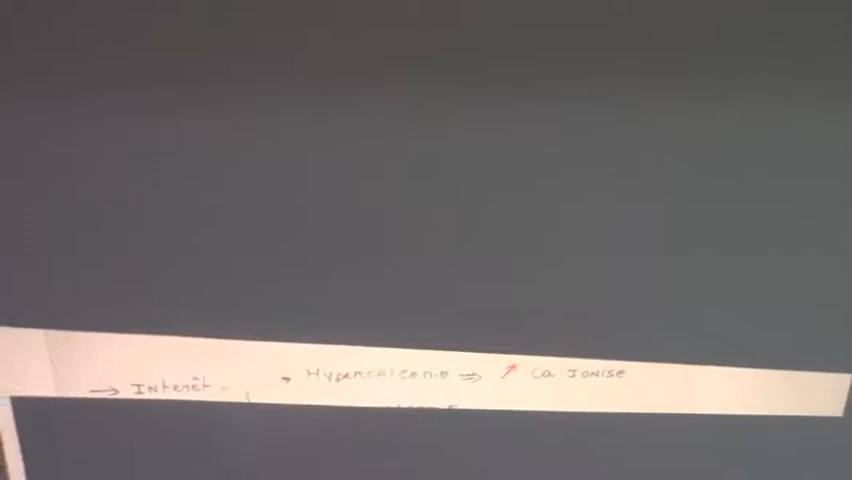 → Interêt - → Hypercalcemie ⇒ ↗ Ca Ionise